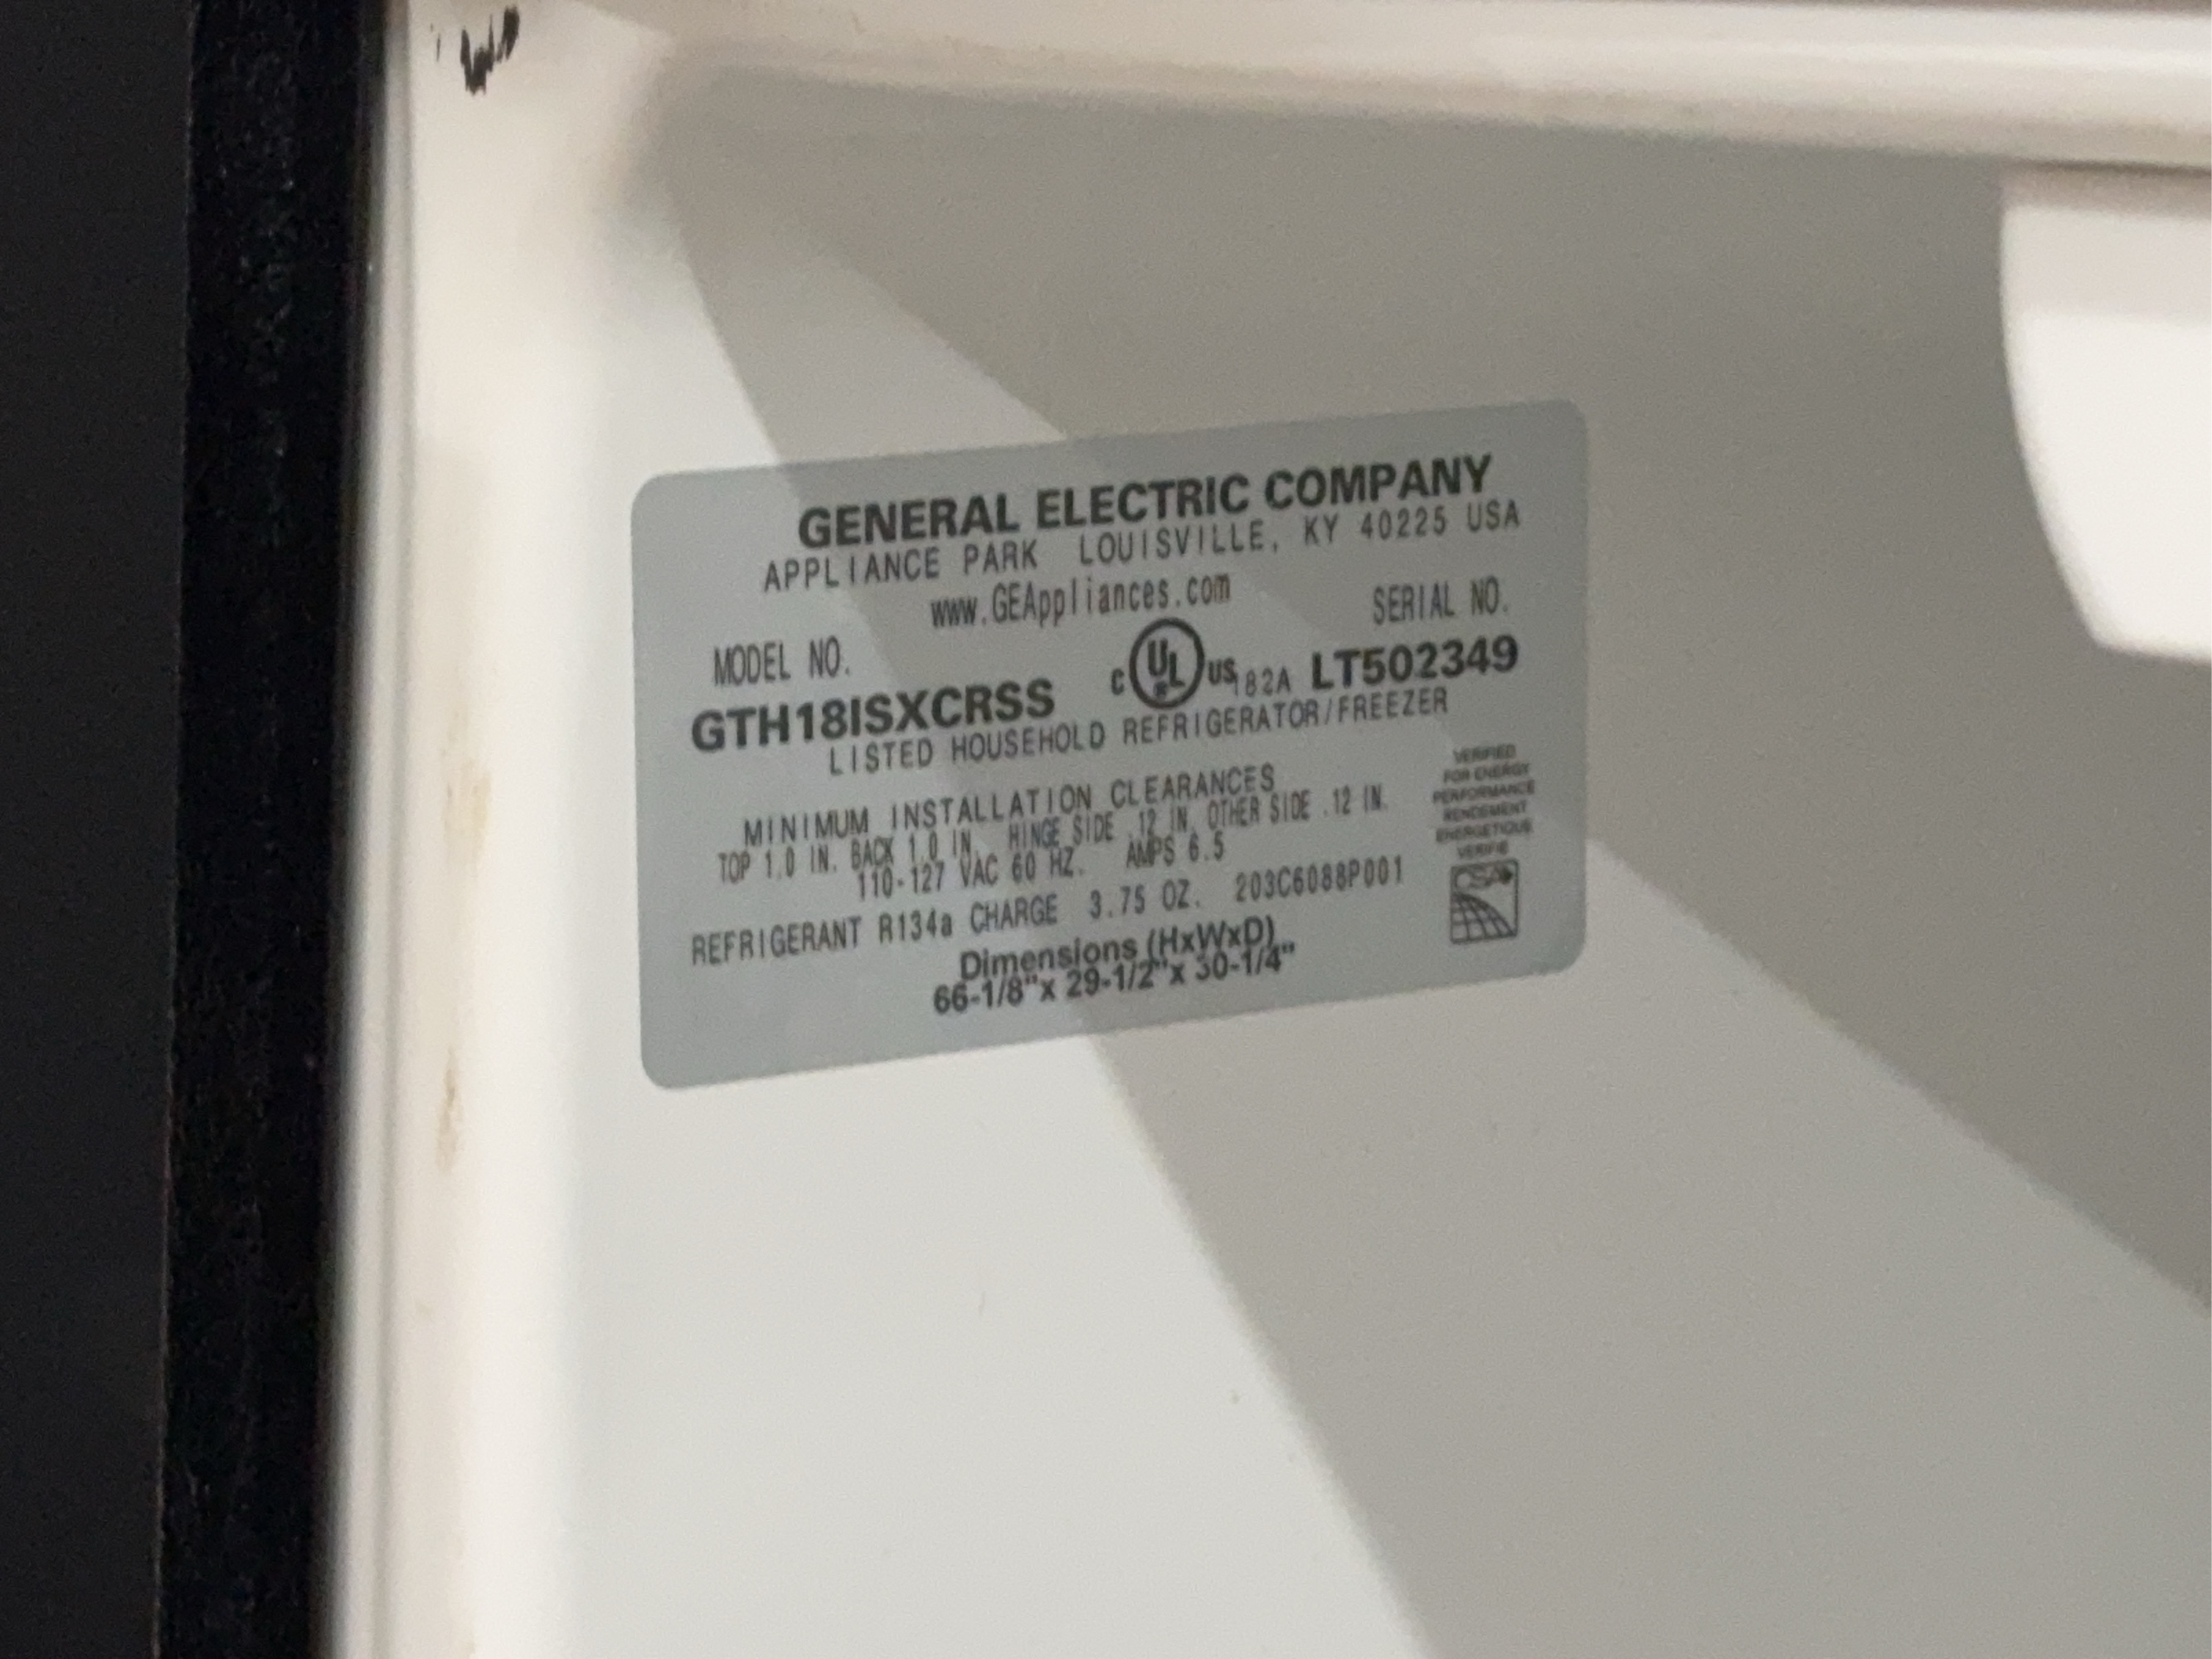 GENERAL ELECTRIC COMPANY
APPLIANCE PARK LOUISVILLE, KY 40225 USA
www.GEAppliances.com
MODEL NO. SERIAL NO.
GTH18ISXCRSS C UL US 182A LT502349
LISTED HOUSEHOLD REFRIGERATOR/FREEZER
MINIMUM INSTALLATION CLEARANCES
TOP 1.0 IN. BACK 1.0 IN. HINGE SIDE .12 IN. OTHER SIDE .12 IN.
110-127 VAC 60 HZ. AMPS 6.5
REFRIGERANT R134a CHARGE 3.75 OZ. 203C6088P001
Dimensions (HxWxD)
66-1/8"x 29-1/2"x 30-1/4"
VERIFIED
FOR ENERGY
PERFORMANCE
RENDEMENT
ENERGETIQUE
VERIFIE
CSA